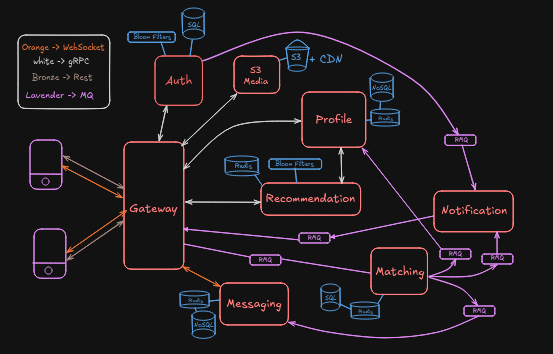 Orange -> WebSocket
white -> gRPC
Bronze -> Rest
Lavender -> MQ
Bloom Filters
SQL
Auth
S3
Media
S3
+ CDN
NoSQL
Redis
Profile
RMQ
Redis
Bloom Filters
Recommendation
Gateway
Notification
RMQ
RMQ
RMQ
RMQ
Matching
Messaging
Redis
NoSQL
SQL
Redis
RMQ